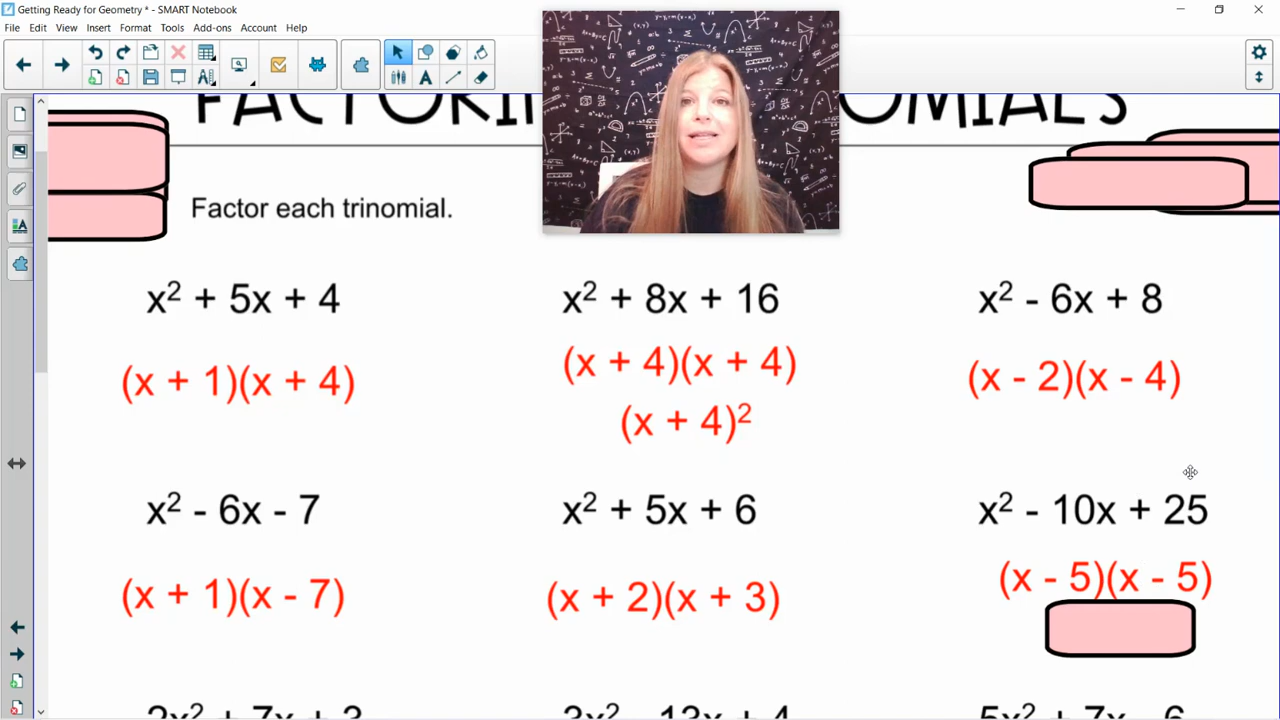 Getting Ready for Geometry * - SMART Notebook
File Edit View Insert Format Tools Add-ons Account Help
Factor each trinomial.
x² + 5x + 4
x² + 8x + 16
x² - 6x + 8
(x + 1)(x + 4)
(x + 4)(x + 4)
(x - 2)(x - 4)
(x + 4)²
x² - 6x - 7
x² + 5x + 6
x² - 10x + 25
(x + 1)(x - 7)
(x + 2)(x + 3)
(x - 5)(x - 5)